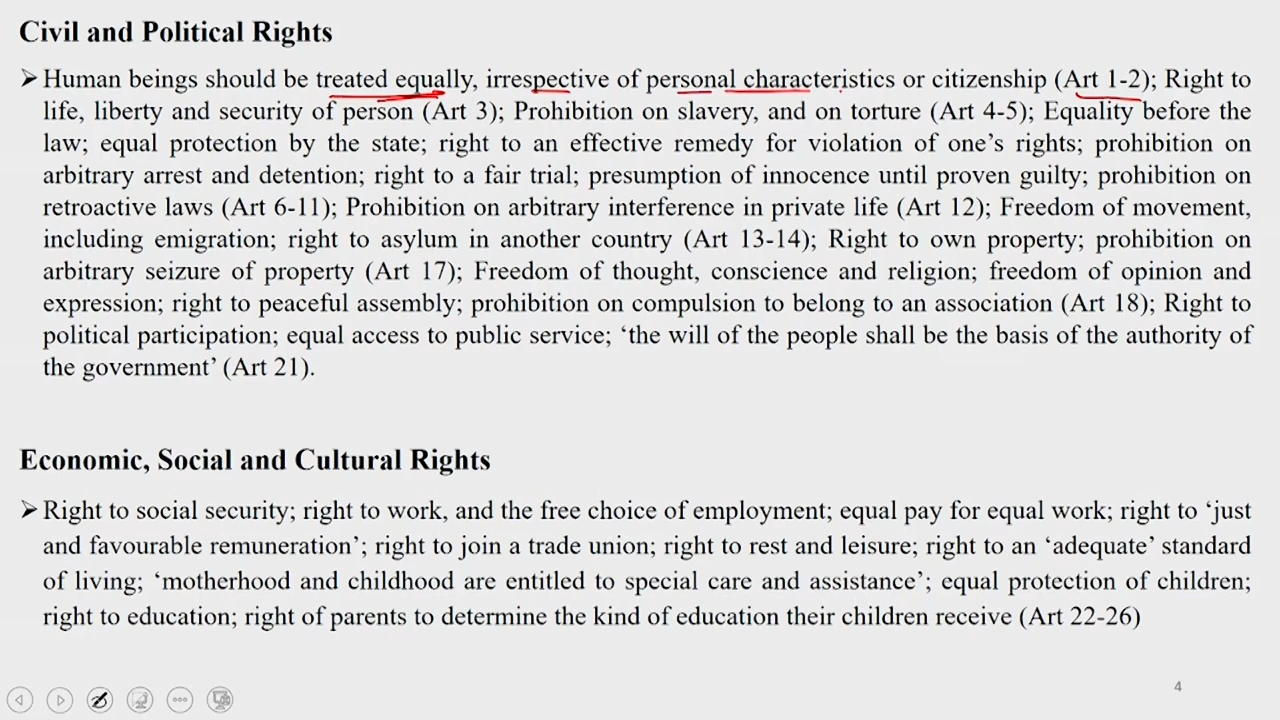 Civil and Political Rights
➢ Human beings should be treated equally, irrespective of personal characteristics or citizenship (Art 1-2); Right to
life, liberty and security of person (Art 3); Prohibition on slavery, and on torture (Art 4-5); Equality before the
law; equal protection by the state; right to an effective remedy for violation of one’s rights; prohibition on
arbitrary arrest and detention; right to a fair trial; presumption of innocence until proven guilty; prohibition on
retroactive laws (Art 6-11); Prohibition on arbitrary interference in private life (Art 12); Freedom of movement,
including emigration; right to asylum in another country (Art 13-14); Right to own property; prohibition on
arbitrary seizure of property (Art 17); Freedom of thought, conscience and religion; freedom of opinion and
expression; right to peaceful assembly; prohibition on compulsion to belong to an association (Art 18); Right to
political participation; equal access to public service; ‘the will of the people shall be the basis of the authority of
the government’ (Art 21).
Economic, Social and Cultural Rights
➢ Right to social security; right to work, and the free choice of employment; equal pay for equal work; right to ‘just
and favourable remuneration’; right to join a trade union; right to rest and leisure; right to an ‘adequate’ standard
of living; ‘motherhood and childhood are entitled to special care and assistance’; equal protection of children;
right to education; right of parents to determine the kind of education their children receive (Art 22-26)
4